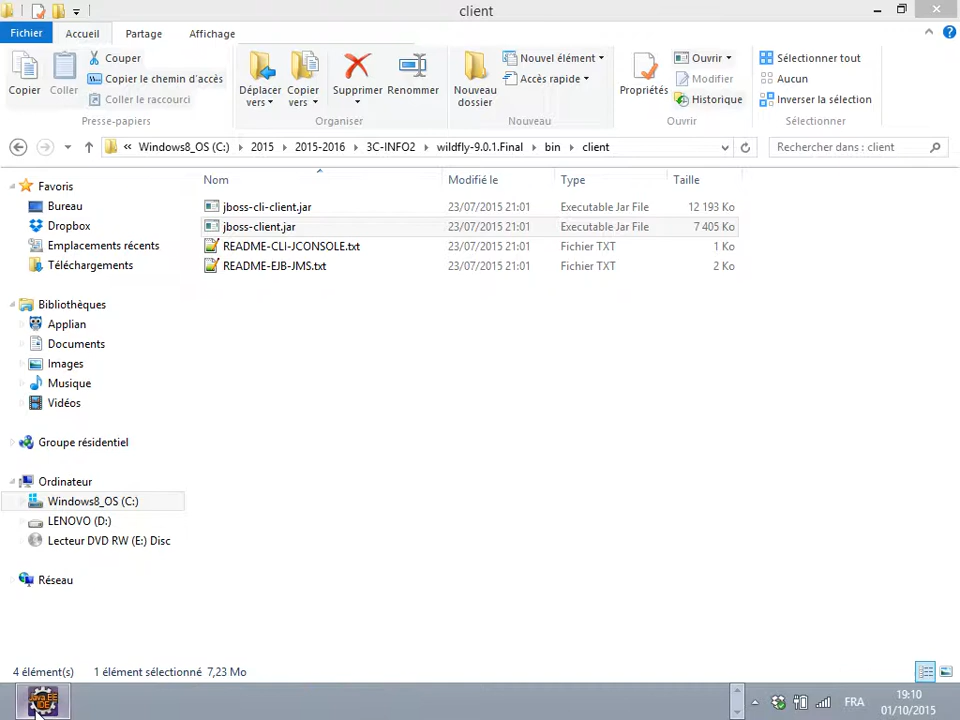 client
Fichier
Accueil
Partage
Affichage
Copier
Coller
Couper
Copier le chemin d'accès
Coller le raccourci
Presse-papiers
Déplacer vers
Copier vers
Supprimer
Renommer
Organiser
Nouveau dossier
Nouvel élément
Accès rapide
Nouveau
Propriétés
Ouvrir
Modifier
Historique
Ouvrir
Sélectionner tout
Aucun
Inverser la sélection
Sélectionner
« Windows8_OS (C:) 2015 2015-2016 3C-INFO2 wildfly-9.0.1.Final bin client
Rechercher dans : client
Nom Modifié le Type Taille
jboss-cli-client.jar 23/07/2015 21:01 Executable Jar File 12 193 Ko
jboss-client.jar 23/07/2015 21:01 Executable Jar File 7 405 Ko
README-CLI-JCONSOLE.txt 23/07/2015 21:01 Fichier TXT 1 Ko
README-EJB-JMS.txt 23/07/2015 21:01 Fichier TXT 2 Ko
Favoris
Bureau
Dropbox
Emplacements récents
Téléchargements
Bibliothèques
Applian
Documents
Images
Musique
Vidéos
Groupe résidentiel
Ordinateur
Windows8_OS (C:)
LENOVO (D:)
Lecteur DVD RW (E:) Disc
Réseau
4 élément(s) 1 élément sélectionné 7,23 Mo
Java EE
IDE
FRA
19:10
01/10/2015